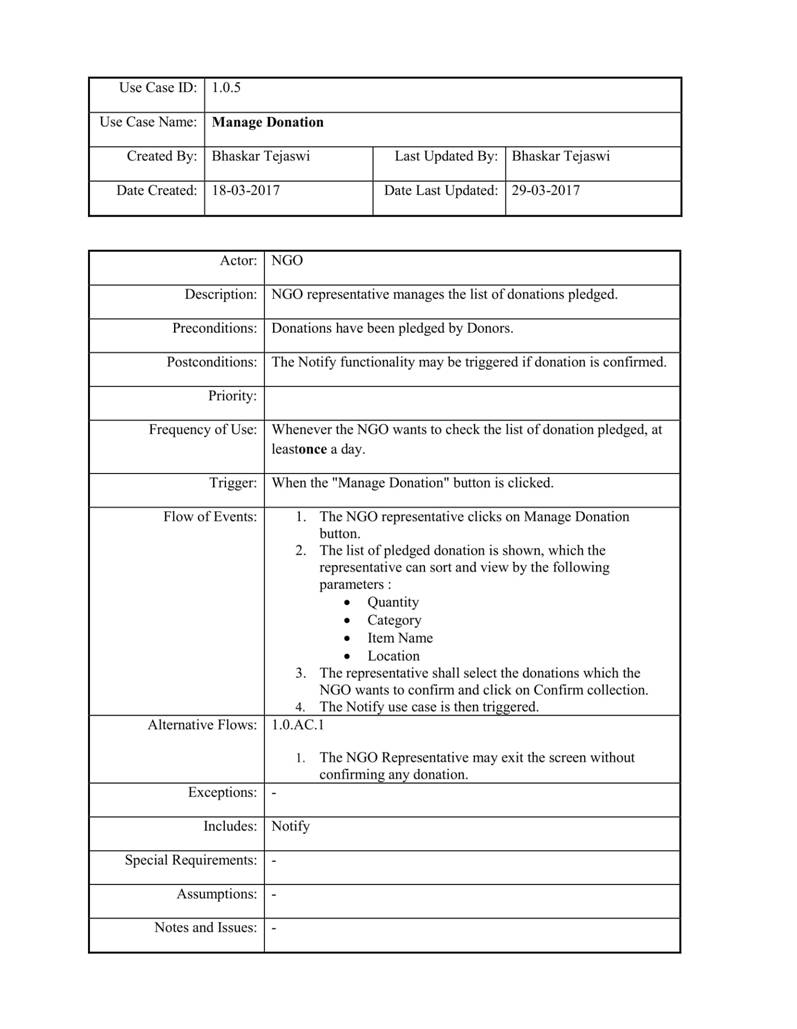 Use Case ID: 1.0.5
Use Case Name: Manage Donation
Created By: Bhaskar Tejaswi Last Updated By: Bhaskar Tejaswi
Date Created: 18-03-2017 Date Last Updated: 29-03-2017
Actor: NGO
Description: NGO representative manages the list of donations pledged.
Preconditions: Donations have been pledged by Donors.
Postconditions: The Notify functionality may be triggered if donation is confirmed.
Priority:
Frequency of Use: Whenever the NGO wants to check the list of donation pledged, at
leastonce a day.
Trigger: When the "Manage Donation" button is clicked.
Flow of Events: 1. The NGO representative clicks on Manage Donation
button.
2. The list of pledged donation is shown, which the
representative can sort and view by the following
parameters :
• Quantity
• Category
• Item Name
• Location
3. The representative shall select the donations which the
NGO wants to confirm and click on Confirm collection.
4. The Notify use case is then triggered.
Alternative Flows: 1.0.AC.1
1. The NGO Representative may exit the screen without
confirming any donation.
Exceptions: -
Includes: Notify
Special Requirements: -
Assumptions: -
Notes and Issues: -